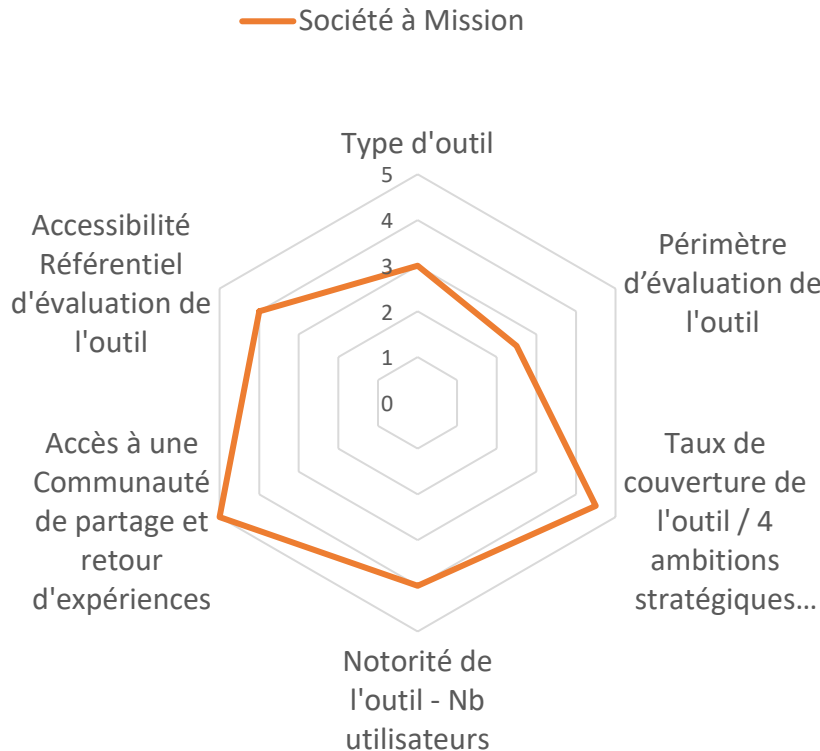 Société à Mission
Type d'outil
5
4
3
2
1
0
Périmètre
d’évaluation de
l'outil
Taux de
couverture de
l'outil / 4
ambitions
stratégiques…
Notorité de
l'outil - Nb
utilisateurs
Accès à une
Communauté
de partage et
retour
d'expériences
Accessibilité
Référentiel
d'évaluation de
l'outil